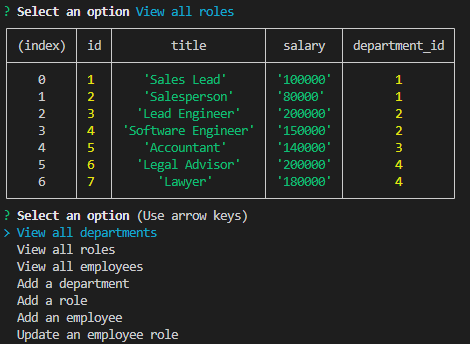 ? Select an option View all roles
(index) id title salary department_id
0 1 'Sales Lead' '100000' 1
1 2 'Salesperson' '80000' 1
2 3 'Lead Engineer' '200000' 2
3 4 'Software Engineer' '150000' 2
4 5 'Accountant' '140000' 3
5 6 'Legal Advisor' '200000' 4
6 7 'Lawyer' '180000' 4
? Select an option (Use arrow keys)
> View all departments
View all roles
View all employees
Add a department
Add a role
Add an employee
Update an employee role